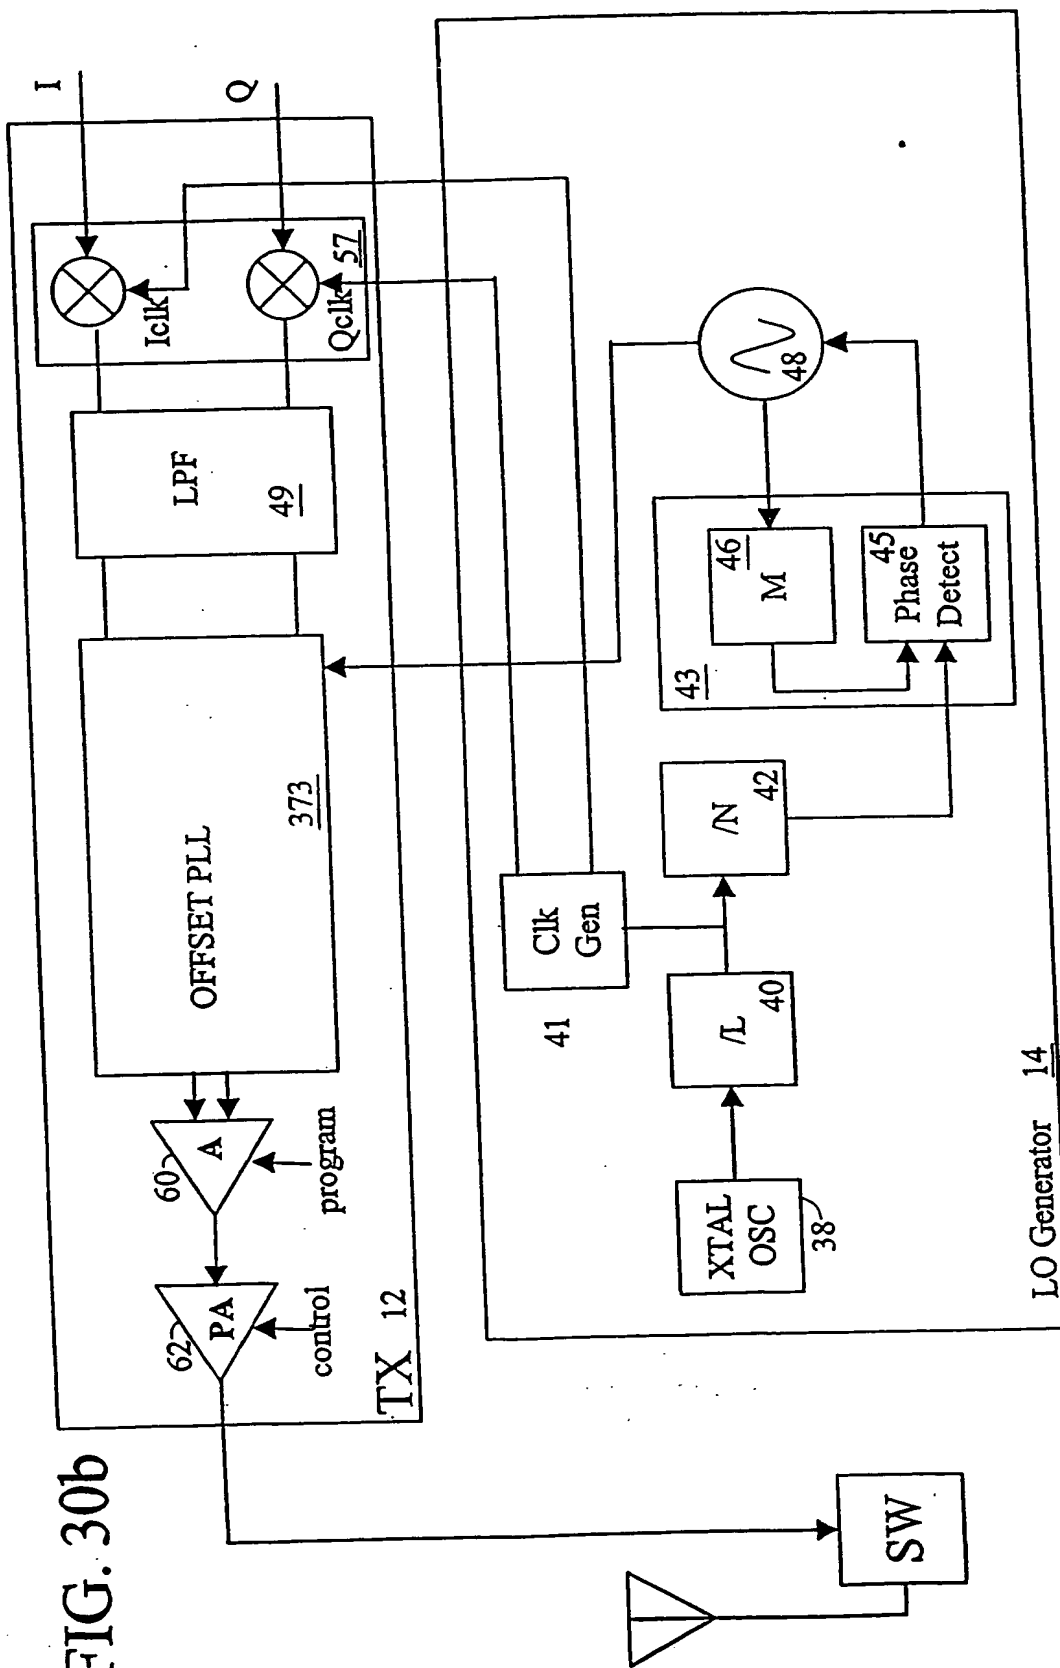 FIG. 30b
I
Q
Iclk
Qclk
57
LPF
49
OFFSET PLL
373
60
A
program
62
PA
control
TX 12
Clk
Gen
41
XTAL
OSC
38
/L
40
/N
42
43
46
M
45
Phase
Detect
48
LO Generator 14
SW